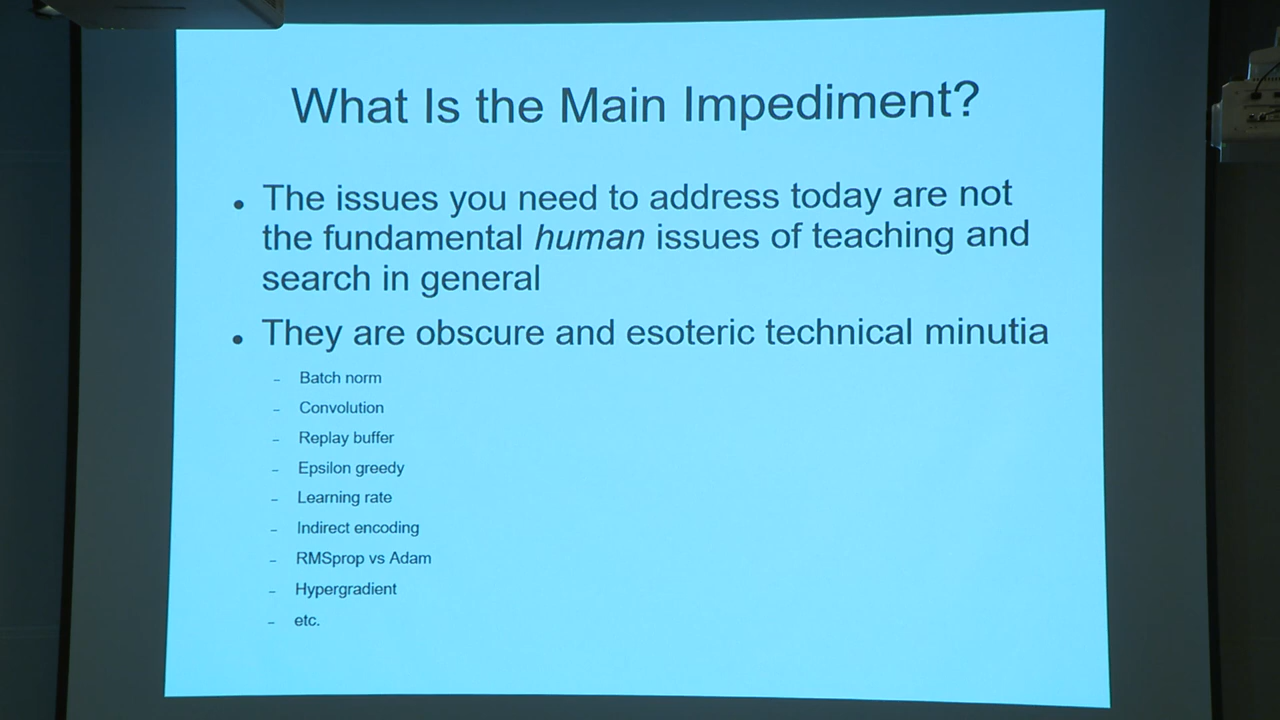 What Is the Main Impediment?
• The issues you need to address today are not
the fundamental human issues of teaching and
search in general
• They are obscure and esoteric technical minutia
– Batch norm
– Convolution
– Replay buffer
– Epsilon greedy
– Learning rate
– Indirect encoding
– RMSprop vs Adam
– Hypergradient
– etc.